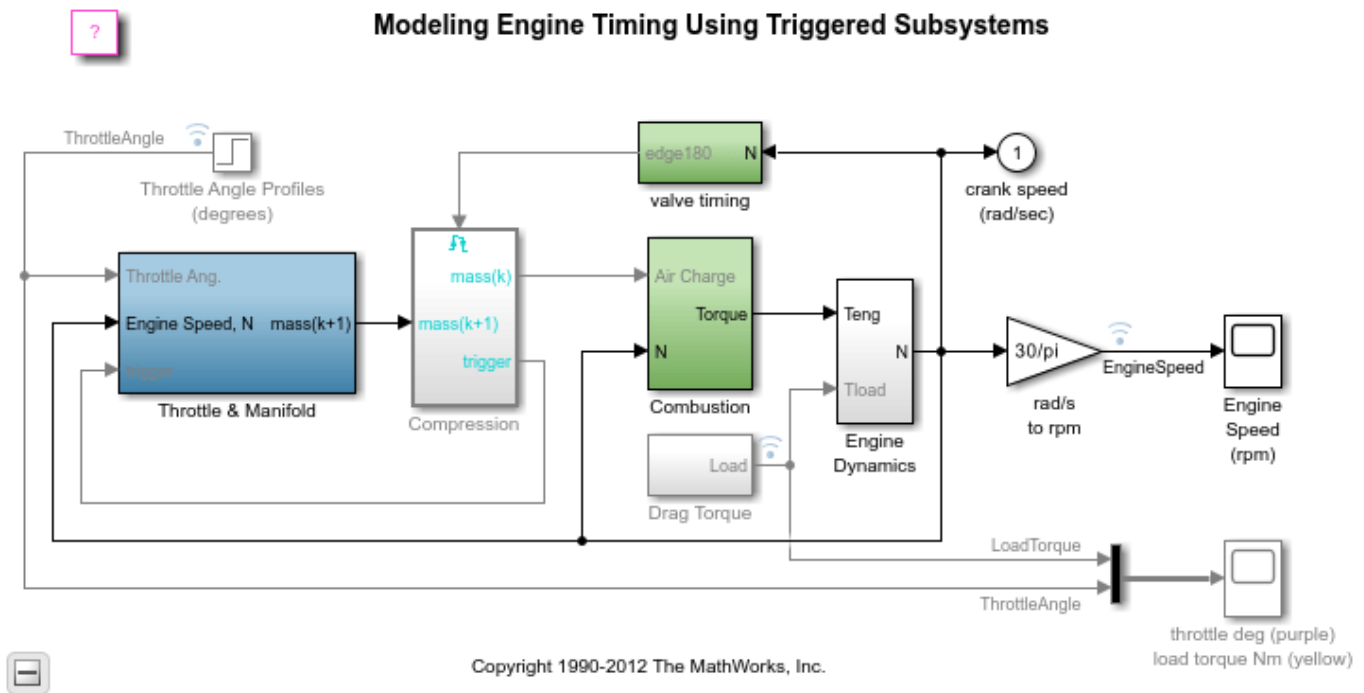 ?
Modeling Engine Timing Using Triggered Subsystems
ThrottleAngle
Throttle Angle Profiles
(degrees)
edge180
N
valve timing
1
crank speed
(rad/sec)
Throttle Ang.
Engine Speed, N
mass(k+1)
trigger
Throttle & Manifold
mass(k)
mass(k+1)
trigger
Compression
Air Charge
Torque
N
Combustion
Teng
N
Tload
Engine
Dynamics
30/pi
rad/s
to rpm
EngineSpeed
Engine
Speed
(rpm)
Load
Drag Torque
LoadTorque
ThrottleAngle
throttle deg (purple)
load torque Nm (yellow)
Copyright 1990-2012 The MathWorks, Inc.